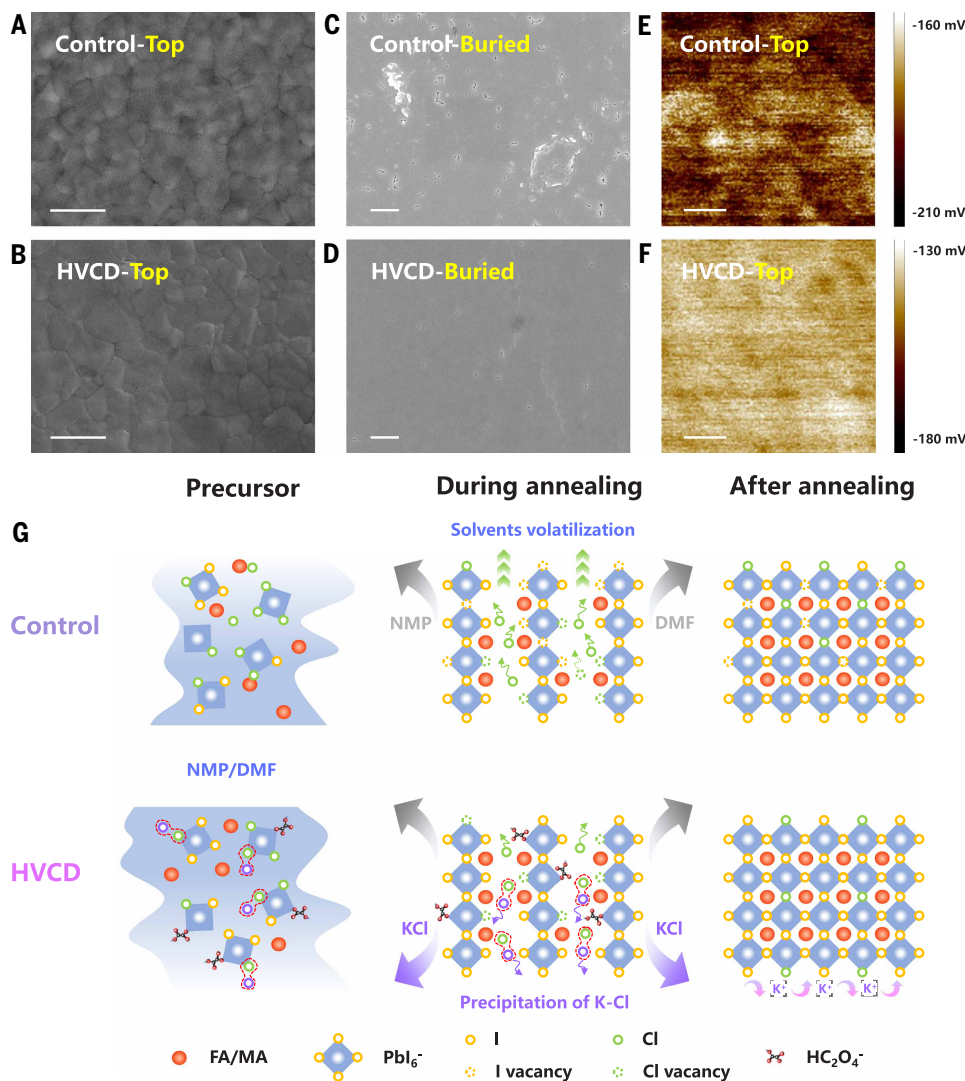 A
Control-Top
C
Control-Buried
E
Control-Top
-160 mV
-210 mV
B
HVCD-Top
D
HVCD-Buried
F
HVCD-Top
-130 mV
-180 mV
Precursor
During annealing
After annealing
G
Solvents volatilization
Control
NMP
DMF
NMP/DMF
HVCD
KCl
KCl
Precipitation of K-Cl
K⁺
K⁺
K⁺
FA/MA
PbI₆⁻
I
I vacancy
Cl
Cl vacancy
HC₂O₄⁻